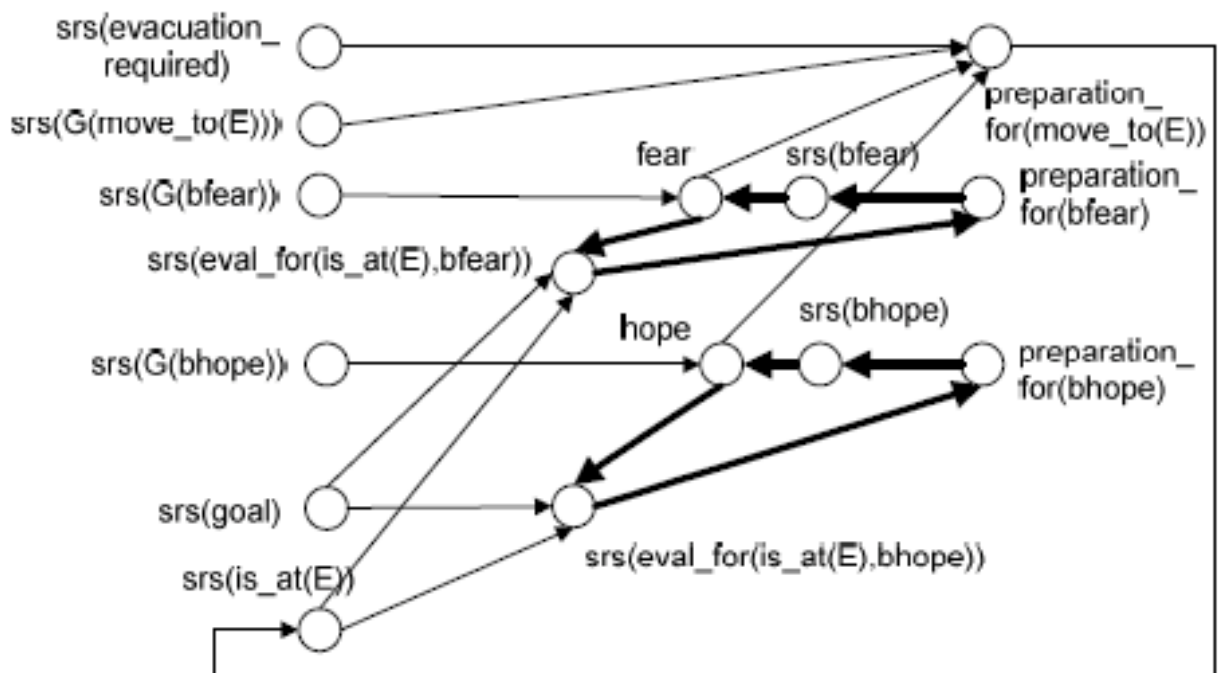 srs(evacuation_
required)
srs(G(move_to(E)))
preparation_
for(move_to(E))
fear
srs(bfear)
srs(G(bfear))
preparation_
for(bfear)
srs(eval_for(is_at(E),bfear))
hope
srs(bhope)
srs(G(bhope))
preparation_
for(bhope)
srs(goal)
srs(eval_for(is_at(E),bhope))
srs(is_at(E))